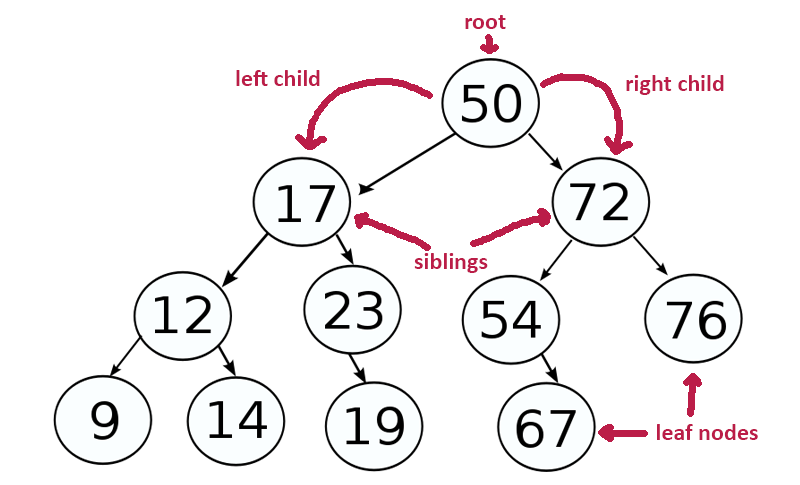 root
left child
50
right child
17
72
siblings
12
23
54
76
9
14
19
67
leaf nodes